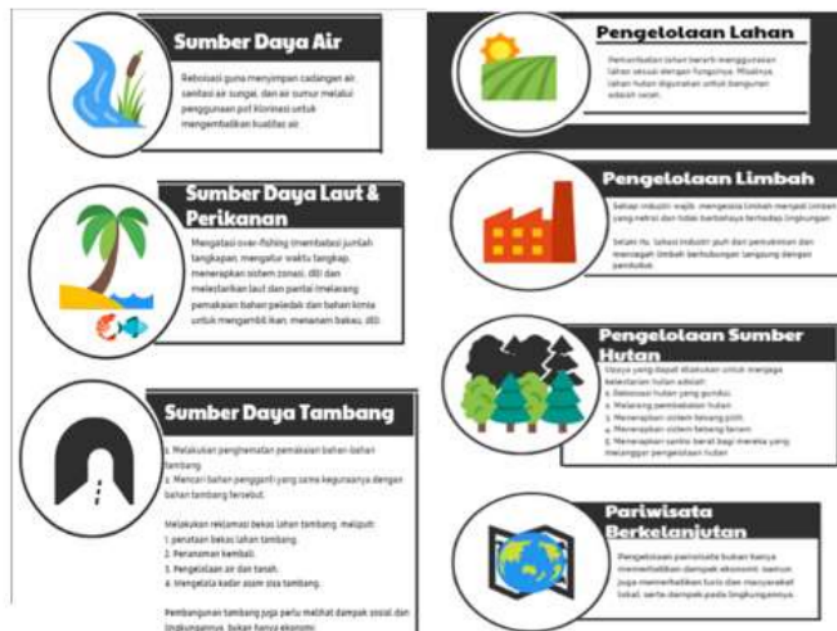 Sumber Daya Air
Reboisasi guna menyimpan cadangan air,
sanitasi air sungai, dan air sumur melalui
penggunaan pot klorinasi untuk
mengembalikan kualitas air
Sumber Daya Laut &
Perikanan
Mengatasi over-fishing (membatasi jumlah
tangkapan, mengatur waktu tangkap,
menerapkan sistem zonasi, dll) dan
melestarikan laut dan pantai (melarang
pemakaian bahan peledak dan bahan kimia
untuk mengambil ikan, menanam bakau, dll).
Sumber Daya Tambang
1. Melakukan penghematan pemakaian bahan-bahan
tambang.
2. Mencari bahan pengganti yang sama kegunaanya dengan
bahan tambang tersebut.
Melakukan reklamasi bekas lahan tambang, meliputi:
1. penataan bekas lahan tambang.
2. Penanaman kembali.
3. Pengelolaan air dan tanah.
4. Mengelola kadar asam sisa tambang.
Pembangunan tambang juga perlu melihat dampak sosial dan
lingkungannya, bukan hanya ekonomi
Pengelolaan Lahan
Pemanfaatan lahan berarti menggunakan
lahan sesuai dengan fungsinya. Misalnya,
lahan hutan digunakan untuk bangunan
adalah salah.
Pengelolaan Limbah
Setiap industri wajib mengelola limbah menjadi limbah
yang netral dan tidak berbahaya terhadap lingkungan
Selain itu, lokasi industri jauh dari pemukiman dan
mencegah limbah berhubungan langsung dengan
penduduk.
Pengelolaan Sumber
Hutan
Upaya yang dapat dilakukan untuk menjaga
kelestarian hutan adalah:
1. Reboisasi hutan yang gundul.
2. Melarang pembakaran hutan
3. Menerapkan sistem tebang pilih.
4. Menerapkan sistem tebang tanam
5. Menerapkan sanksi berat bagi mereka yang
melanggar pengelolaan hutan
Pariwisata
Berkelanjutan
Pengelolaan pariwisata bukan hanya
memerhatikan dampak ekonomi, namun
juga memerhatikan turis dan masyarakat
lokal, serta dampak pada lingkungannya.